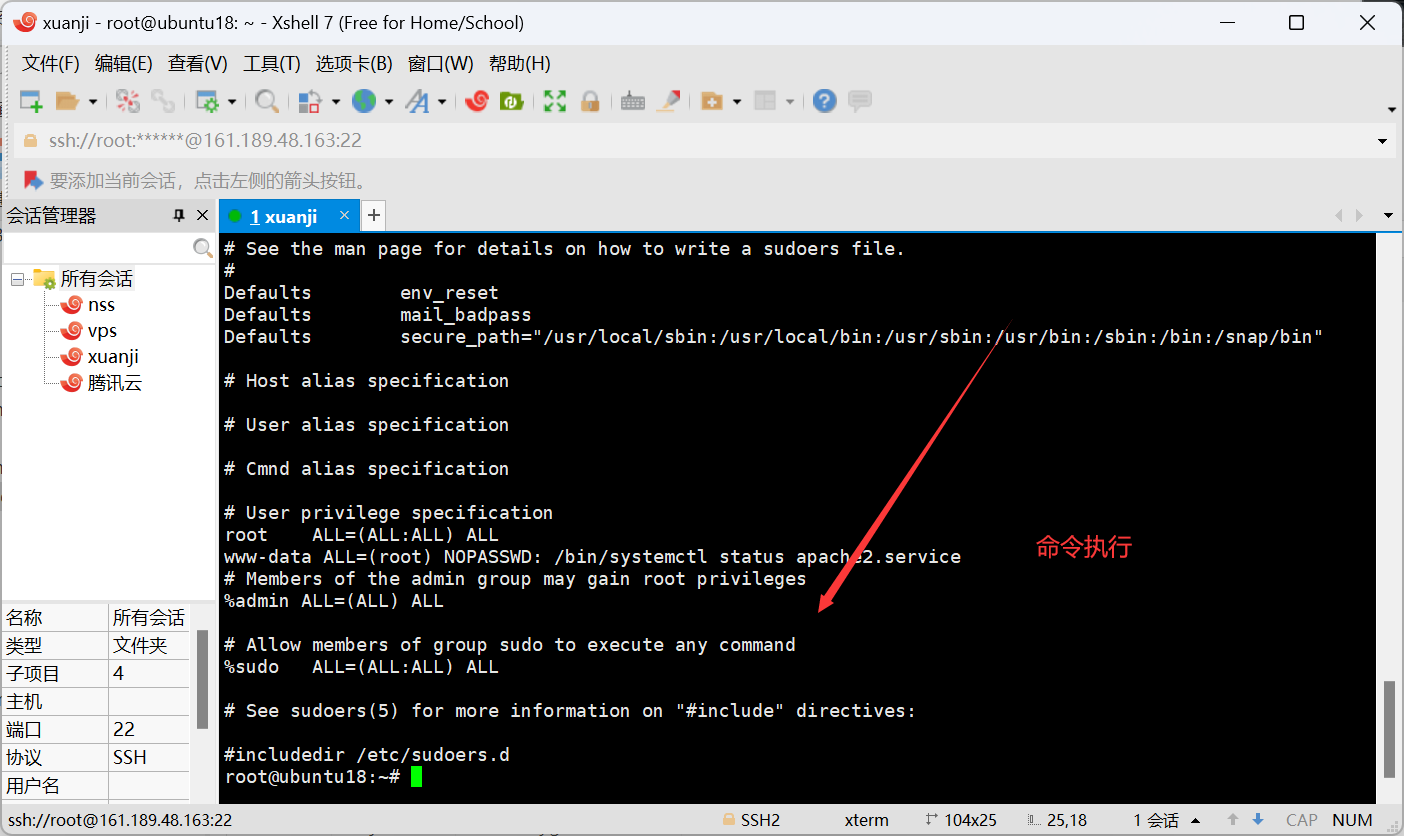 xuanji - root@ubuntu18: ~ - Xshell 7 (Free for Home/School)
文件(F) 编辑(E) 查看(V) 工具(T) 选项卡(B) 窗口(W) 帮助(H)
ssh://root:******@161.189.48.163:22
要添加当前会话，点击左侧的箭头按钮。
会话管理器
1 xuanji
所有会话
nss
vps
xuanji
腾讯云
名称 所有会话
类型 文件夹
子项目 4
主机
端口 22
协议 SSH
用户名
# See the man page for details on how to write a sudoers file.
#
Defaults        env_reset
Defaults        mail_badpass
Defaults        secure_path="/usr/local/sbin:/usr/local/bin:/usr/sbin:/usr/bin:/sbin:/bin:/snap/bin"
# Host alias specification
# User alias specification
# Cmnd alias specification
# User privilege specification
root    ALL=(ALL:ALL) ALL
www-data ALL=(root) NOPASSWD: /bin/systemctl status apache2.service
命令执行
# Members of the admin group may gain root privileges
%admin ALL=(ALL) ALL
# Allow members of group sudo to execute any command
%sudo   ALL=(ALL:ALL) ALL
# See sudoers(5) for more information on "#include" directives:
#includedir /etc/sudoers.d
root@ubuntu18:~#
ssh://root@161.189.48.163:22 SSH2 xterm 104x25 25,18 1 会话 CAP NUM